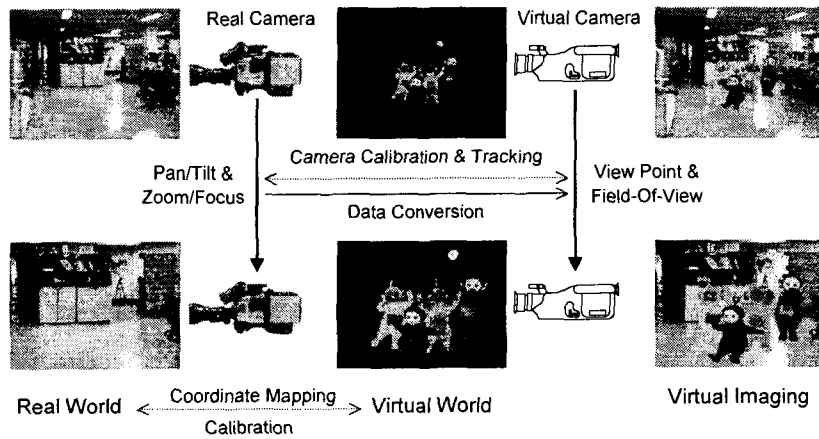 Real Camera
Virtual Camera
Pan/Tilt &
Zoom/Focus
Camera Calibration & Tracking
Data Conversion
View Point &
Field-Of-View
Real World
Coordinate Mapping
Calibration
Virtual World
Virtual Imaging